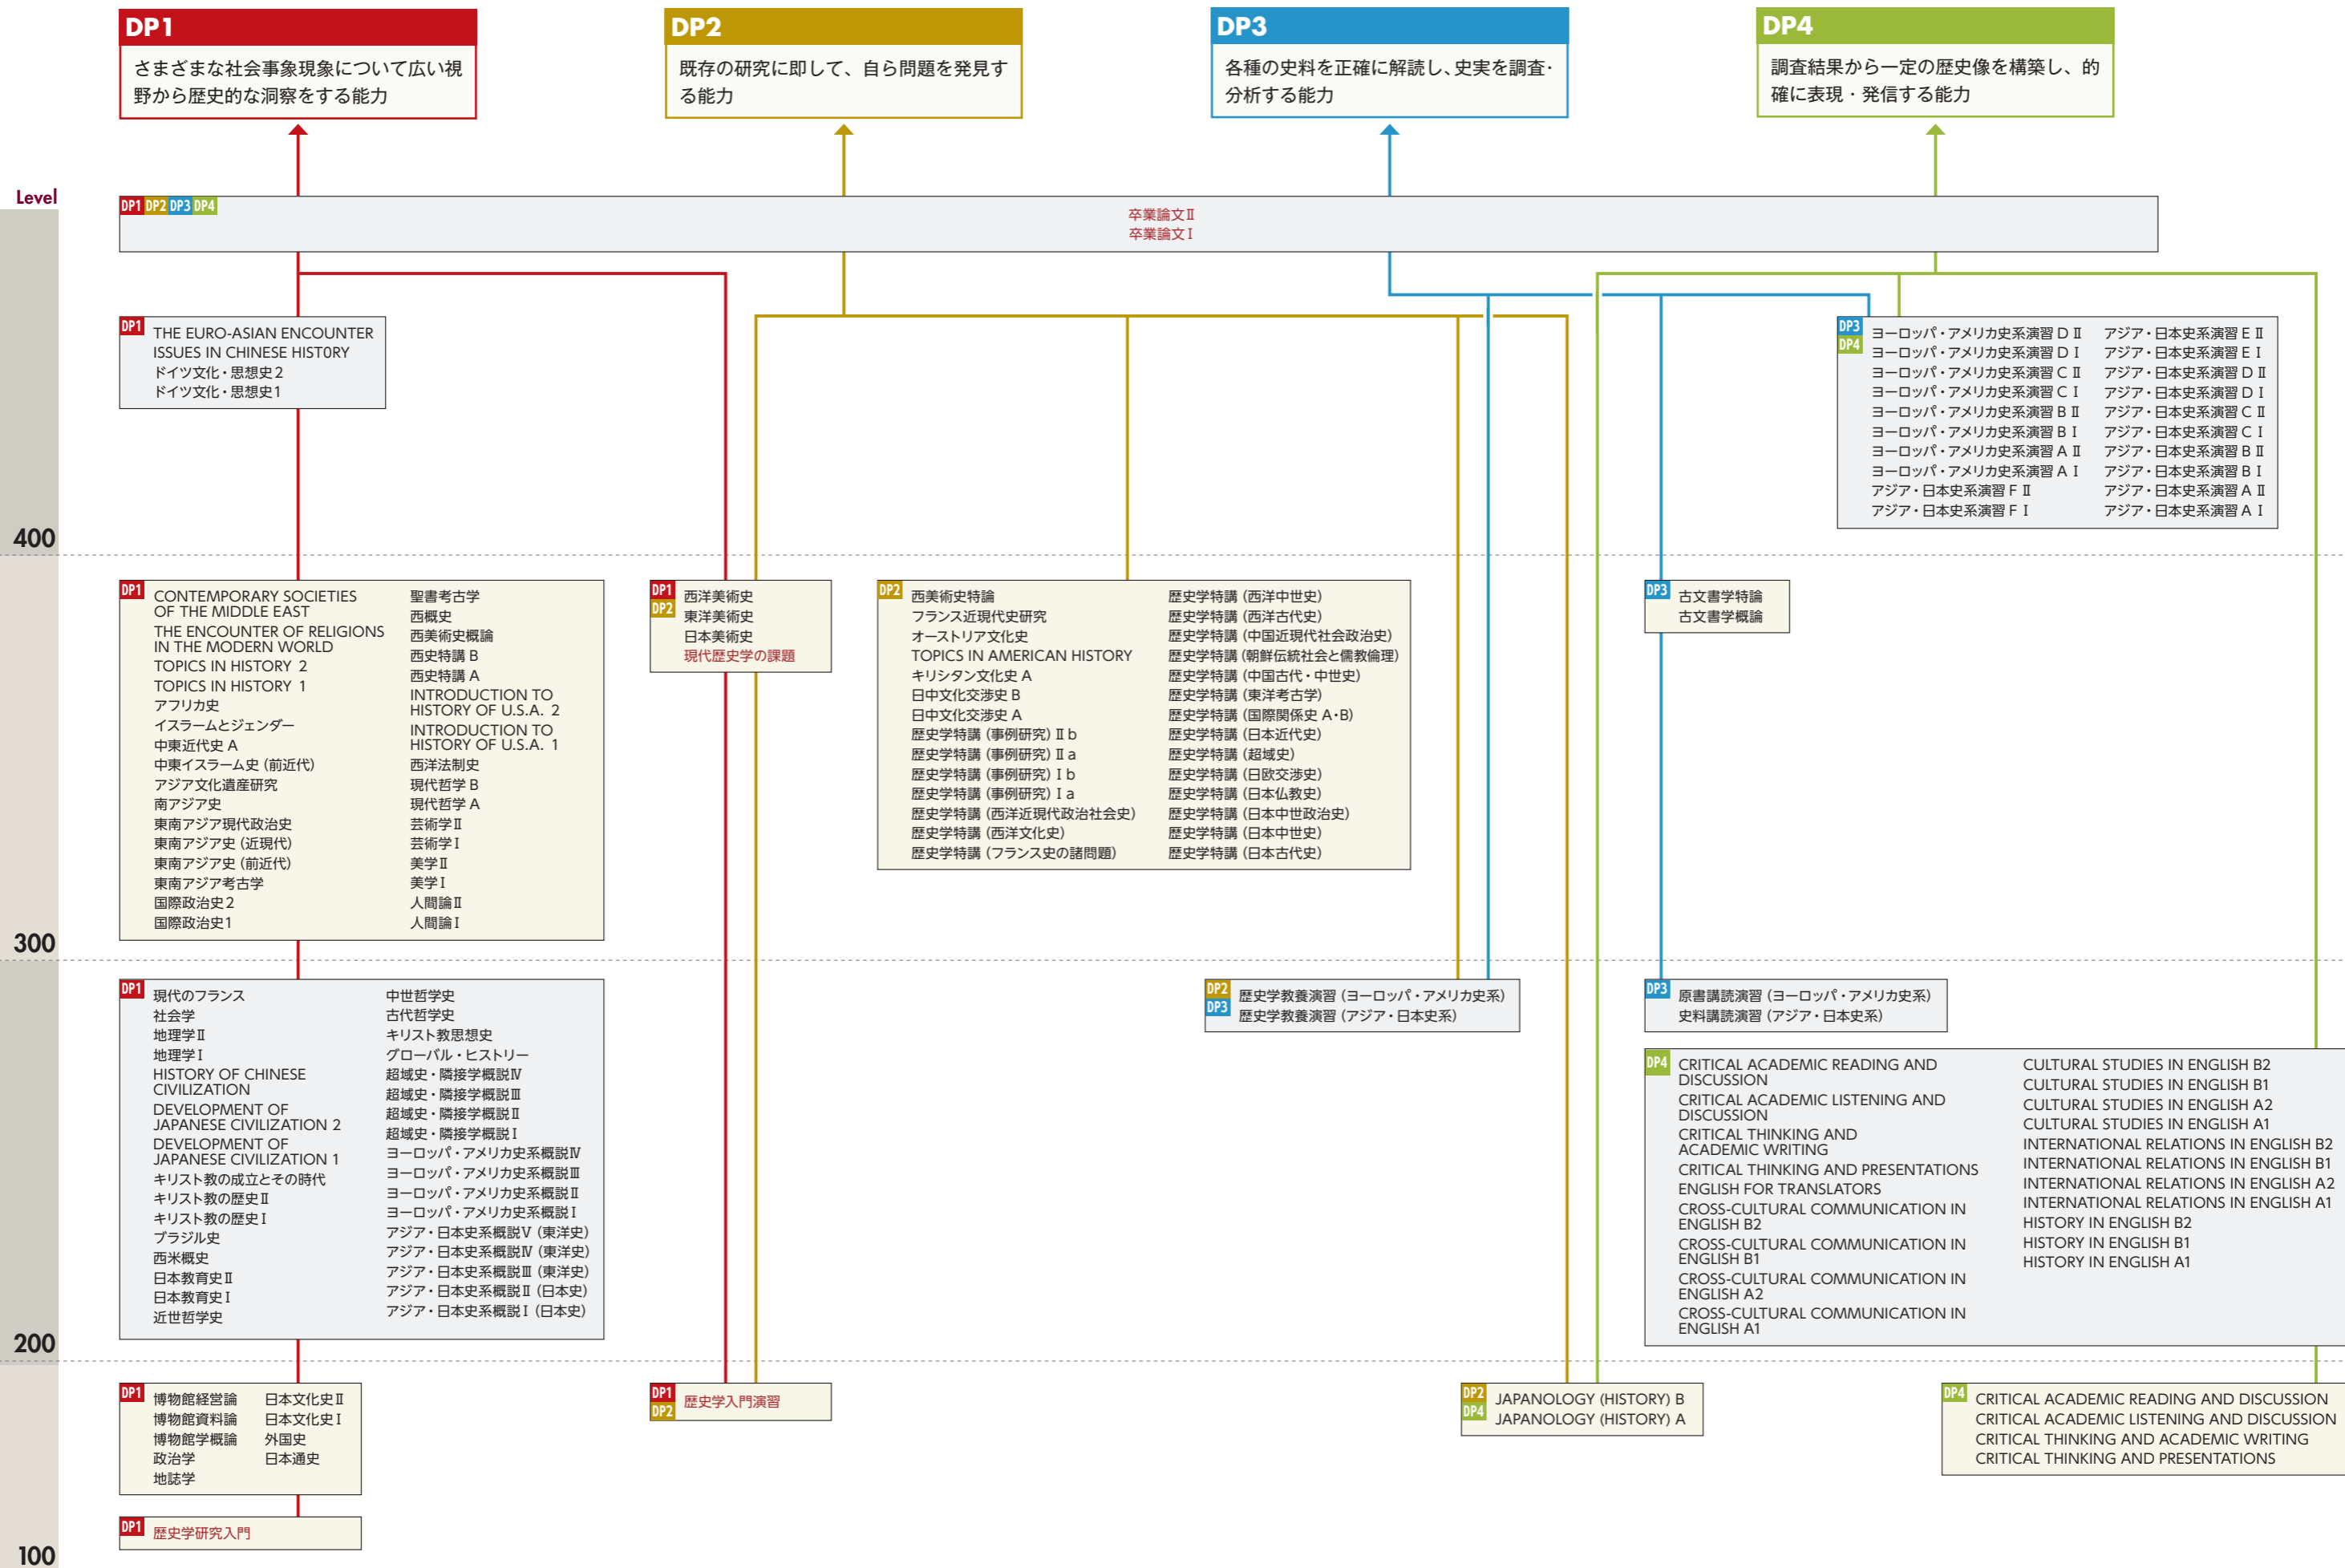 DP1
さまざまな社会事象現象について広い視
野から歴史的な洞察をする能力
DP2
既存の研究に即して、自ら問題を発見す
る能力
DP3
各種の史料を正確に解読し、史実を調査・
分析する能力
DP4
調査結果から一定の歴史像を構築し、的
確に表現・発信する能力
Level
DP1 DP2 DP3 DP4
卒業論文Ⅱ
卒業論文Ⅰ
DP1
THE EURO-ASIAN ENCOUNTER
ISSUES IN CHINESE HIST0RY
ドイツ文化・思想史2
ドイツ文化・思想史1
DP3
DP4
ヨーロッパ・アメリカ史系演習 D Ⅱ
ヨーロッパ・アメリカ史系演習 D Ⅰ
ヨーロッパ・アメリカ史系演習 C Ⅱ
ヨーロッパ・アメリカ史系演習 C Ⅰ
ヨーロッパ・アメリカ史系演習 B Ⅱ
ヨーロッパ・アメリカ史系演習 B Ⅰ
ヨーロッパ・アメリカ史系演習 A Ⅱ
ヨーロッパ・アメリカ史系演習 A Ⅰ
アジア・日本史系演習 F Ⅱ
アジア・日本史系演習 F Ⅰ
アジア・日本史系演習 E Ⅱ
アジア・日本史系演習 E Ⅰ
アジア・日本史系演習 D Ⅱ
アジア・日本史系演習 D Ⅰ
アジア・日本史系演習 C Ⅱ
アジア・日本史系演習 C Ⅰ
アジア・日本史系演習 B Ⅱ
アジア・日本史系演習 B Ⅰ
アジア・日本史系演習 A Ⅱ
アジア・日本史系演習 A Ⅰ
400
DP1
CONTEMPORARY SOCIETIES
OF THE MIDDLE EAST
THE ENCOUNTER OF RELIGIONS
IN THE MODERN WORLD
TOPICS IN HISTORY 2
TOPICS IN HISTORY 1
アフリカ史
イスラームとジェンダー
中東近代史 A
中東イスラーム史（前近代）
アジア文化遺産研究
南アジア史
東南アジア現代政治史
東南アジア史（近現代）
東南アジア史（前近代）
東南アジア考古学
国際政治史2
国際政治史1
聖書考古学
西概史
西美術史概論
西史特講 B
西史特講 A
INTRODUCTION TO
HISTORY OF U.S.A. 2
INTRODUCTION TO
HISTORY OF U.S.A. 1
西洋法制史
現代哲学 B
現代哲学 A
芸術学Ⅱ
芸術学Ⅰ
美学Ⅱ
美学Ⅰ
人間論Ⅱ
人間論Ⅰ
DP1
DP2
西洋美術史
東洋美術史
日本美術史
現代歴史学の課題
DP2
西美術史特論
フランス近現代史研究
オーストリア文化史
TOPICS IN AMERICAN HISTORY
キリシタン文化史 A
日中文化交渉史 B
日中文化交渉史 A
歴史学特講（事例研究）Ⅱb
歴史学特講（事例研究）Ⅱa
歴史学特講（事例研究）Ⅰb
歴史学特講（事例研究）Ⅰa
歴史学特講（西洋近現代政治社会史）
歴史学特講（西洋文化史）
歴史学特講（フランス史の諸問題）
歴史学特講（西洋中世史）
歴史学特講（西洋古代史）
歴史学特講（中国近現代社会政治史）
歴史学特講（朝鮮伝統社会と儒教倫理）
歴史学特講（中国古代・中世史）
歴史学特講（東洋考古学）
歴史学特講（国際関係史 A・B）
歴史学特講（日本近代史）
歴史学特講（超域史）
歴史学特講（日欧交渉史）
歴史学特講（日本仏教史）
歴史学特講（日本中世政治史）
歴史学特講（日本中世史）
歴史学特講（日本古代史）
DP3
古文書学特論
古文書学概論
300
DP1
現代のフランス
社会学
地理学Ⅱ
地理学Ⅰ
HISTORY OF CHINESE
CIVILIZATION
DEVELOPMENT OF
JAPANESE CIVILIZATION 2
DEVELOPMENT OF
JAPANESE CIVILIZATION 1
キリスト教の成立とその時代
キリスト教の歴史Ⅱ
キリスト教の歴史Ⅰ
ブラジル史
西米概史
日本教育史Ⅱ
日本教育史Ⅰ
近世哲学史
中世哲学史
古代哲学史
キリスト教思想史
グローバル・ヒストリー
超域史・隣接学概説Ⅳ
超域史・隣接学概説Ⅲ
超域史・隣接学概説Ⅱ
超域史・隣接学概説Ⅰ
ヨーロッパ・アメリカ史系概説Ⅳ
ヨーロッパ・アメリカ史系概説Ⅲ
ヨーロッパ・アメリカ史系概説Ⅱ
ヨーロッパ・アメリカ史系概説Ⅰ
アジア・日本史系概説Ⅴ（東洋史）
アジア・日本史系概説Ⅳ（東洋史）
アジア・日本史系概説Ⅲ（東洋史）
アジア・日本史系概説Ⅱ（日本史）
アジア・日本史系概説Ⅰ（日本史）
DP2
DP3
歴史学教養演習（ヨーロッパ・アメリカ史系）
歴史学教養演習（アジア・日本史系）
DP3
原書講読演習（ヨーロッパ・アメリカ史系）
史料講読演習（アジア・日本史系）
DP4
CRITICAL ACADEMIC READING AND
DISCUSSION
CRITICAL ACADEMIC LISTENING AND
DISCUSSION
CRITICAL THINKING AND
ACADEMIC WRITING
CRITICAL THINKING AND PRESENTATIONS
ENGLISH FOR TRANSLATORS
CROSS-CULTURAL COMMUNICATION IN
ENGLISH B2
CROSS-CULTURAL COMMUNICATION IN
ENGLISH B1
CROSS-CULTURAL COMMUNICATION IN
ENGLISH A2
CROSS-CULTURAL COMMUNICATION IN
ENGLISH A1
CULTURAL STUDIES IN ENGLISH B2
CULTURAL STUDIES IN ENGLISH B1
CULTURAL STUDIES IN ENGLISH A2
CULTURAL STUDIES IN ENGLISH A1
INTERNATIONAL RELATIONS IN ENGLISH B2
INTERNATIONAL RELATIONS IN ENGLISH B1
INTERNATIONAL RELATIONS IN ENGLISH A2
INTERNATIONAL RELATIONS IN ENGLISH A1
HISTORY IN ENGLISH B2
HISTORY IN ENGLISH B1
HISTORY IN ENGLISH A1
200
DP1
博物館経営論
博物館資料論
博物館学概論
政治学
地誌学
日本文化史Ⅱ
日本文化史Ⅰ
外国史
日本通史
DP1
DP2
歴史学入門演習
DP2
DP4
JAPANOLOGY (HISTORY) B
JAPANOLOGY (HISTORY) A
DP4
CRITICAL ACADEMIC READING AND DISCUSSION
CRITICAL ACADEMIC LISTENING AND DISCUSSION
CRITICAL THINKING AND ACADEMIC WRITING
CRITICAL THINKING AND PRESENTATIONS
DP1
歴史学研究入門
100